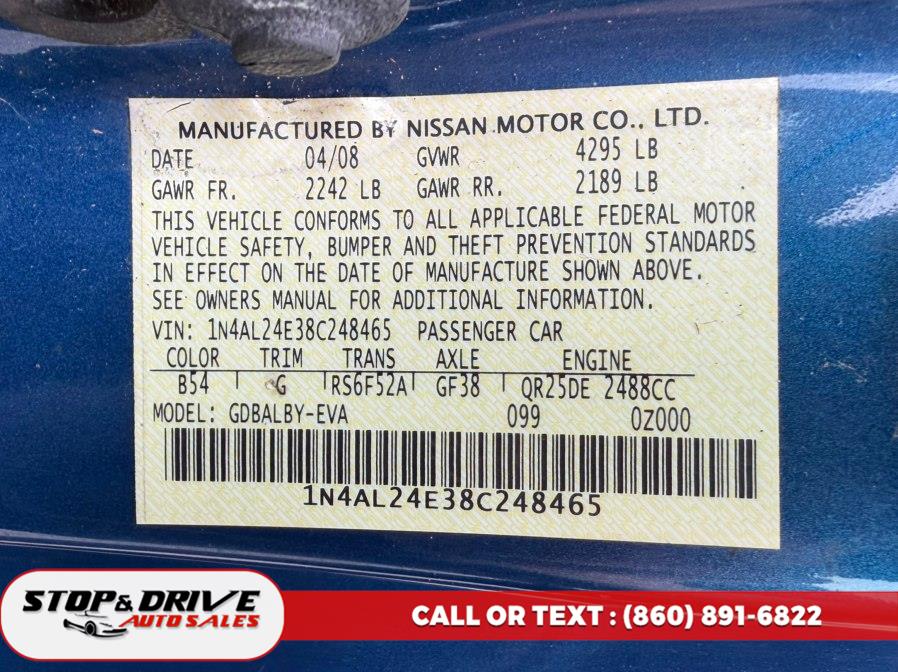 MANUFACTURED BY NISSAN MOTOR CO., LTD.
DATE 04/08 GVWR 4295 LB
GAWR FR. 2242 LB GAWR RR. 2189 LB
THIS VEHICLE CONFORMS TO ALL APPLICABLE FEDERAL MOTOR
VEHICLE SAFETY, BUMPER AND THEFT PREVENTION STANDARDS
IN EFFECT ON THE DATE OF MANUFACTURE SHOWN ABOVE.
SEE OWNERS MANUAL FOR ADDITIONAL INFORMATION.
VIN: 1N4AL24E38C248465 PASSENGER CAR
COLOR TRIM TRANS AXLE ENGINE
B54 G RS6F52A GF38 QR25DE 2488CC
MODEL: GDBALBY-EVA 099 0Z000
1N4AL24E38C248465
STOP & DRIVE
AUTO SALES
CALL OR TEXT : (860) 891-6822